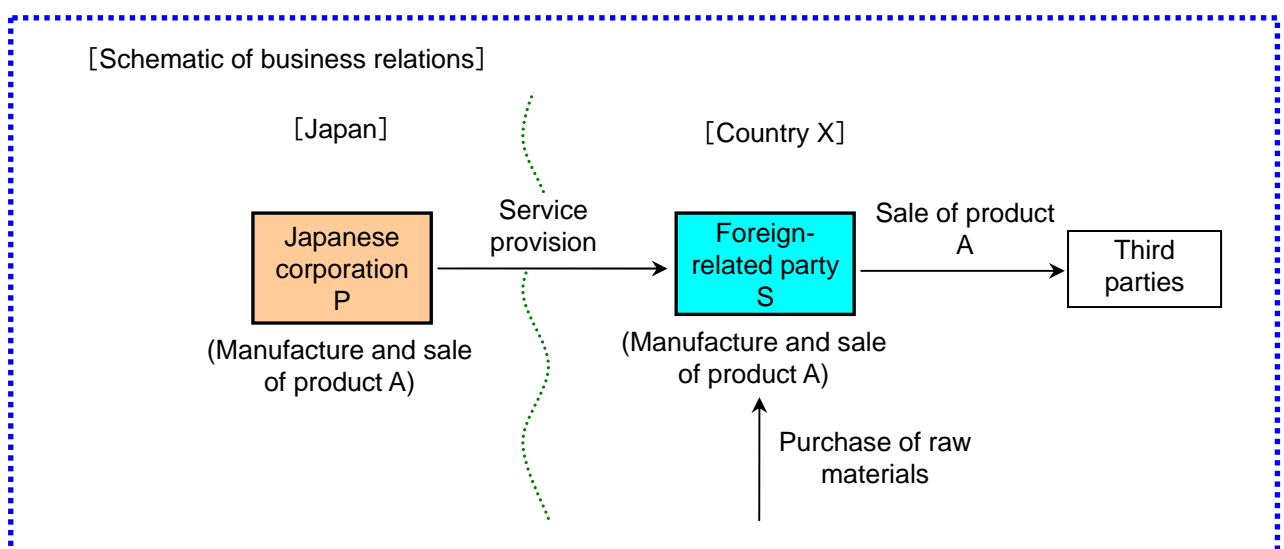 ［Schematic of business relations］
［Japan］
［Country X］
Service
provision
Sale of product
A
Japanese
corporation
P
Foreign-
related party
S
Third
parties
(Manufacture and sale
of product A)
(Manufacture and sale
of product A)
Purchase of raw
materials